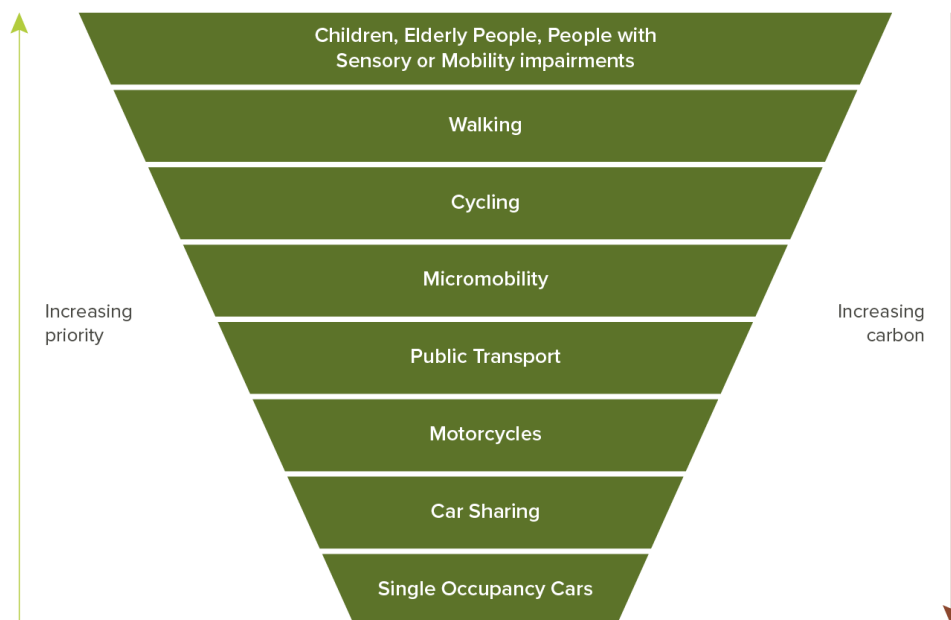 Children, Elderly People, People with
Sensory or Mobility impairments
Walking
Cycling
Micromobility
Increasing
priority
Increasing
carbon
Public Transport
Motorcycles
Car Sharing
Single Occupancy Cars